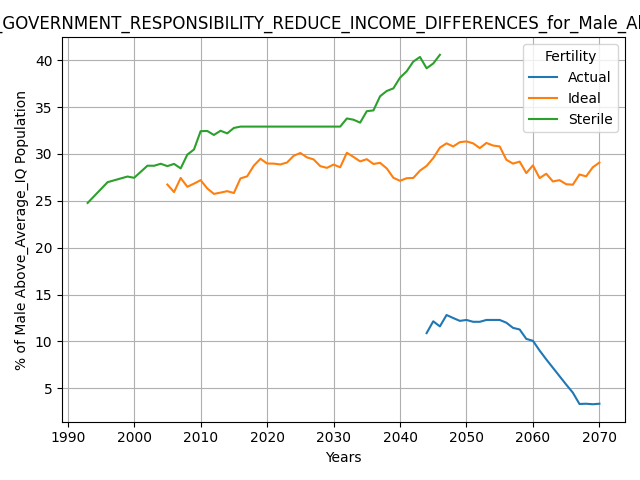 _GOVERNMENT_RESPONSIBILITY_REDUCE_INCOME_DIFFERENCES_for_Male_A
% of Male Above_Average_IQ Population
40
35
30
25
20
15
10
5
Fertility
Actual
Ideal
Sterile
1990 2000 2010 2020 2030 2040 2050 2060 2070
Years